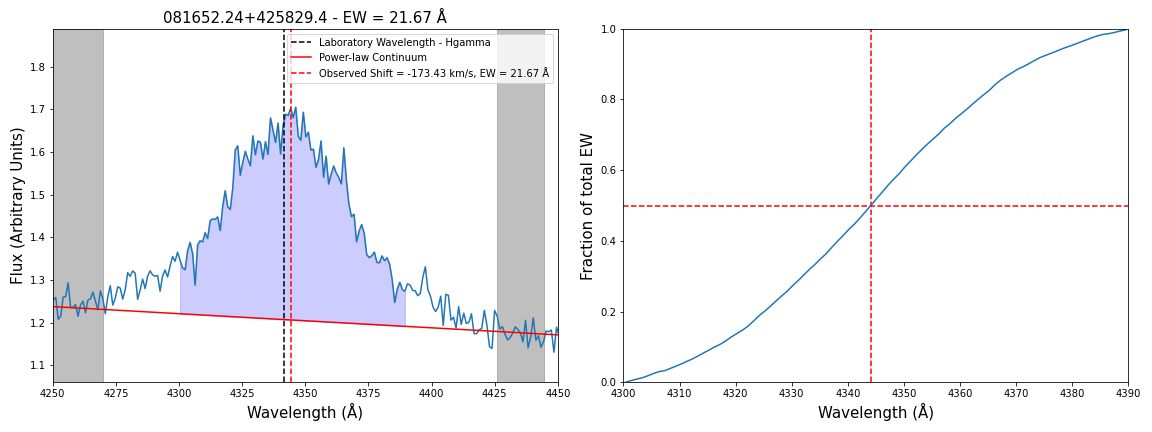 081652.24+425829.4 - EW = 21.67 Å
Laboratory Wavelength - Hgamma
Power-law Continuum
Observed Shift = -173.43 km/s, EW = 21.67 Å
Flux (Arbitrary Units)
1.8
1.7
1.6
1.5
1.4
1.3
1.2
1.1
4250 4275 4300 4325 4350 4375 4400 4425 4450
Wavelength (Å)
Fraction of total EW
1.0
0.8
0.6
0.4
0.2
0.0
4300 4310 4320 4330 4340 4350 4360 4370 4380 4390
Wavelength (Å)